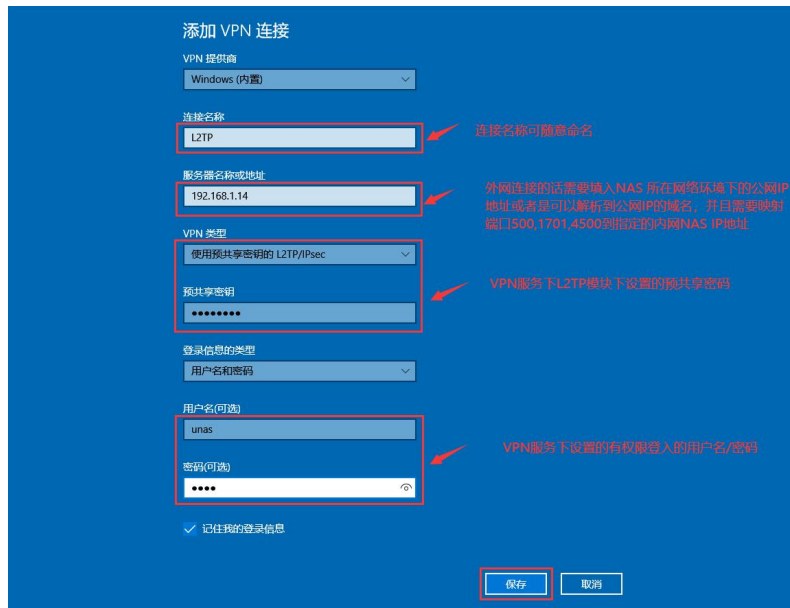 添加 VPN 连接
VPN 提供商
Windows (内置)
连接名称
L2TP
连接名称可随意命名
服务器名称或地址
192.168.1.14
外网连接的话需要填入NAS 所在网络环境下的公网IP
地址或者是可以解析到公网IP的域名，并且需要映射
端口500,1701,4500到指定的内网NAS IP地址
VPN 类型
使用预共享密钥的 L2TP/IPsec
预共享密钥
●●●●●●●●
VPN服务下L2TP模块下设置的预共享密码
登录信息的类型
用户名和密码
用户名(可选)
unas
VPN服务下设置的有权限登入的用户名/密码
密码(可选)
●●●●
记住我的登录信息
保存
取消